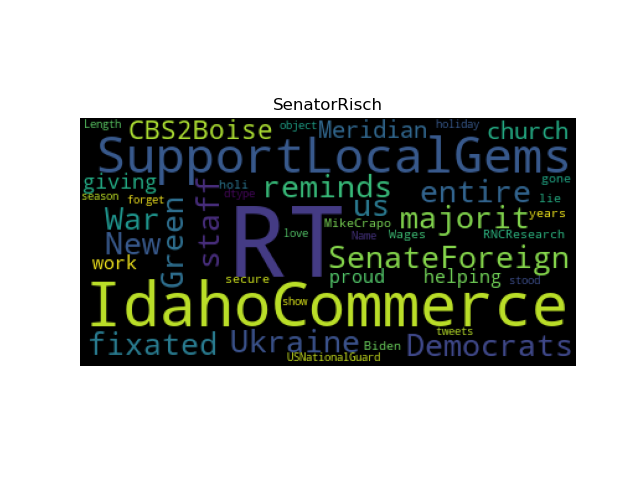 SenatorRisch
Length
CBS2Boise
object
Meridian
holiday
church
SupportLocalGems
giving
holi
reminds
entire
gone
season
forget
dtype
us
lie
War
New
Green
staff
RT
love
MikeCrapo
Name
majorit
Wages
years
RNCResearch
work
SenateForeign
secure
proud
helping
stood
IdahoCommerce
show
fixated
Ukraine
Biden
tweets
Democrats
USNationalGuard